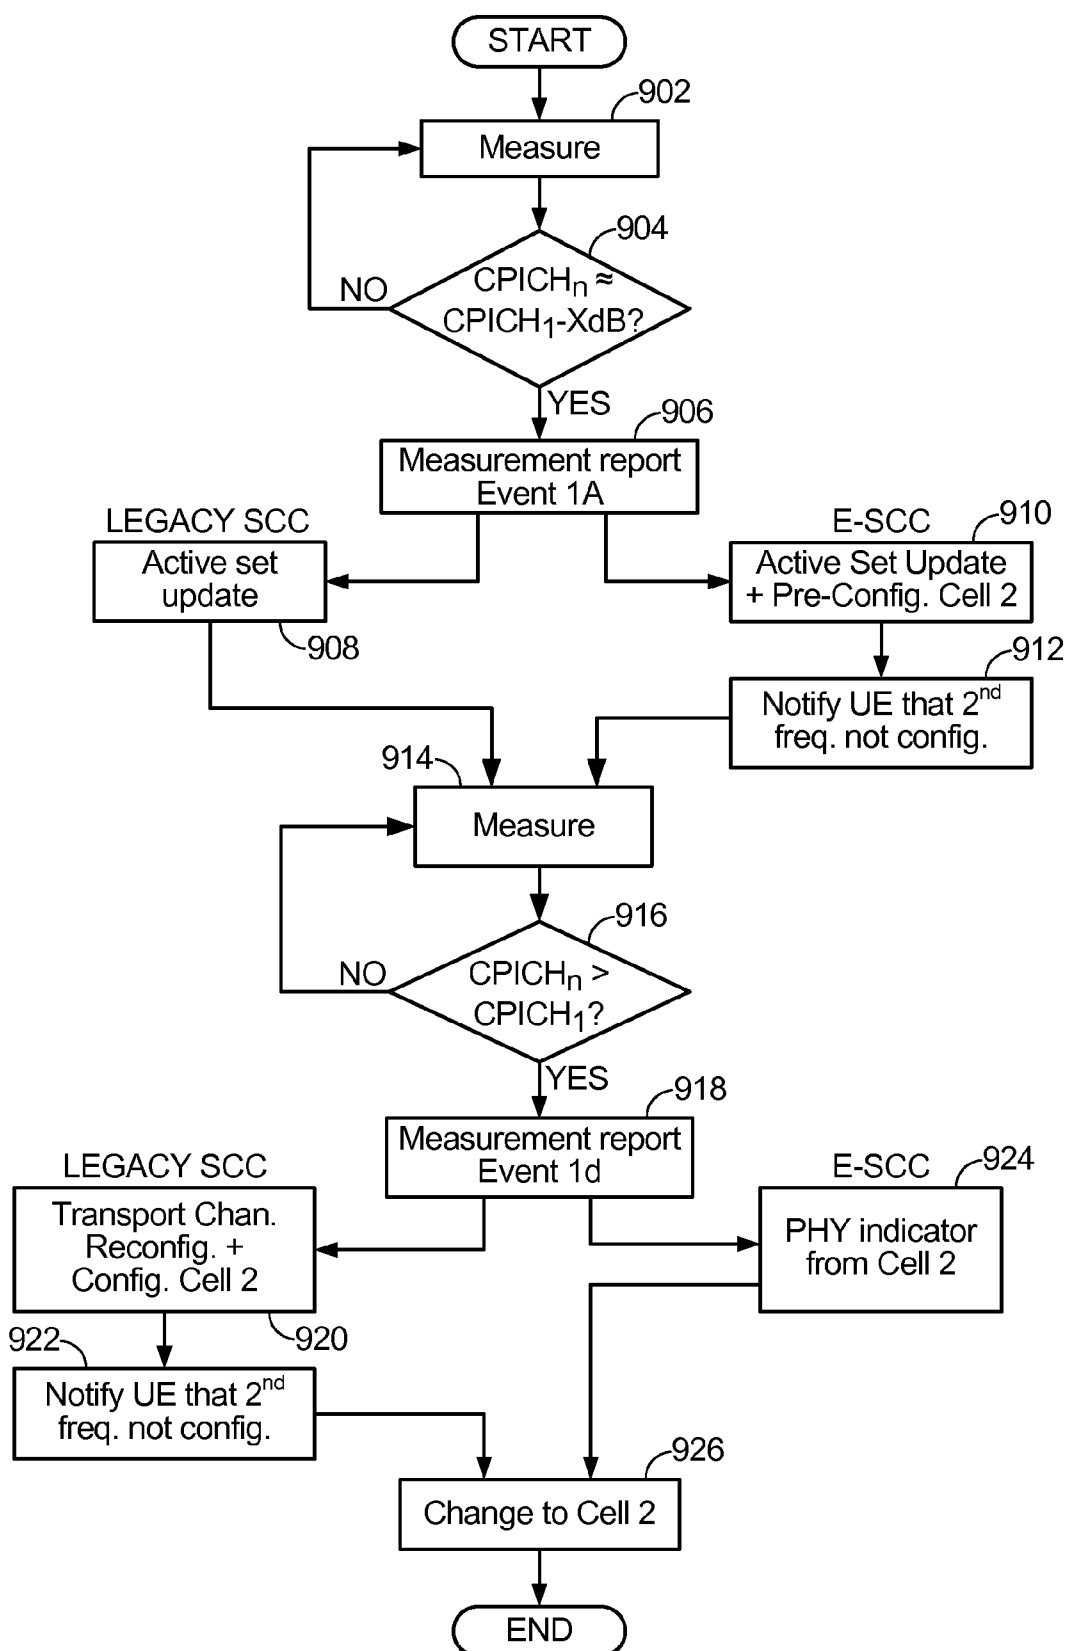 START
902
Measure
904
CPICHn ≈
CPICH1-XdB?
NO
YES
906
Measurement report
Event 1A
LEGACY SCC
Active set
update
908
E-SCC
910
Active Set Update
+ Pre-Config. Cell 2
912
Notify UE that 2nd
freq. not config.
914
Measure
916
CPICHn >
CPICH1?
NO
YES
918
Measurement report
Event 1d
LEGACY SCC
Transport Chan.
Reconfig. +
Config. Cell 2
920
922
Notify UE that 2nd
freq. not config.
E-SCC
924
PHY indicator
from Cell 2
926
Change to Cell 2
END